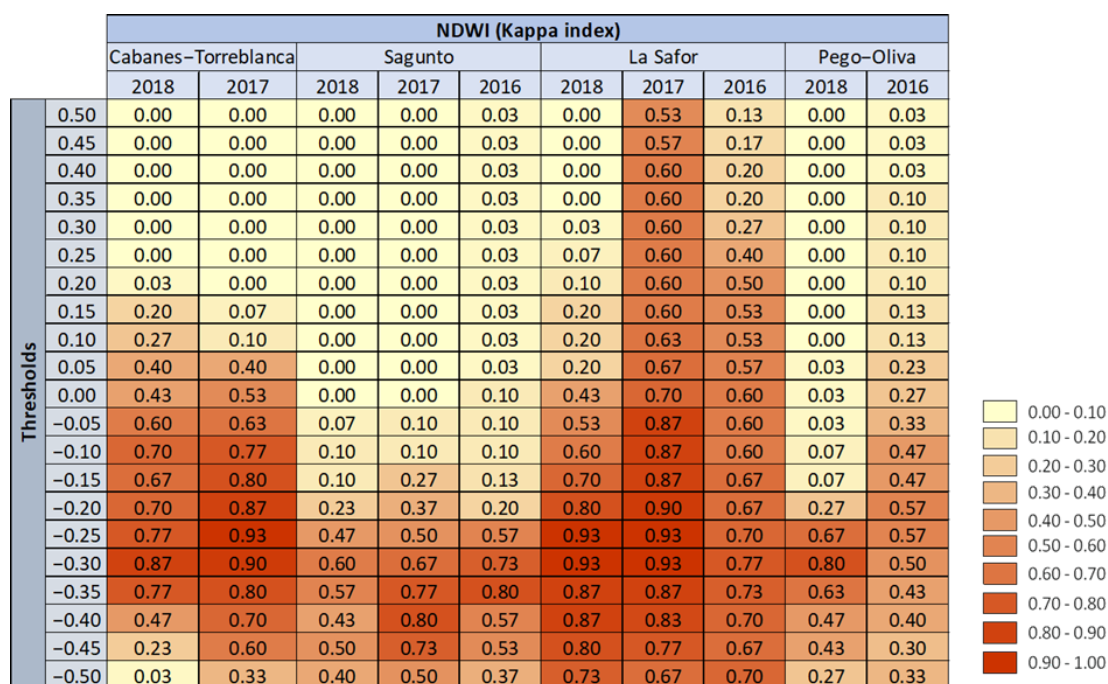 NDWI (Kappa index)
Cabanes−Torreblanca Sagunto La Safor Pego−Oliva
2018 2017 2018 2017 2016 2018 2017 2016 2018 2016
Thresholds
0.50 0.00 0.00 0.00 0.00 0.03 0.00 0.53 0.13 0.00 0.03
0.45 0.00 0.00 0.00 0.00 0.03 0.00 0.57 0.17 0.00 0.03
0.40 0.00 0.00 0.00 0.00 0.03 0.00 0.60 0.20 0.00 0.03
0.35 0.00 0.00 0.00 0.00 0.03 0.00 0.60 0.20 0.00 0.10
0.30 0.00 0.00 0.00 0.00 0.03 0.03 0.60 0.27 0.00 0.10
0.25 0.00 0.00 0.00 0.00 0.03 0.07 0.60 0.40 0.00 0.10
0.20 0.03 0.00 0.00 0.00 0.03 0.10 0.60 0.50 0.00 0.10
0.15 0.20 0.07 0.00 0.00 0.03 0.20 0.60 0.53 0.00 0.13
0.10 0.27 0.10 0.00 0.00 0.03 0.20 0.63 0.53 0.00 0.13
0.05 0.40 0.40 0.00 0.00 0.03 0.20 0.67 0.57 0.03 0.23
0.00 0.43 0.53 0.00 0.00 0.10 0.43 0.70 0.60 0.03 0.27
−0.05 0.60 0.63 0.07 0.10 0.10 0.53 0.87 0.60 0.03 0.33
−0.10 0.70 0.77 0.10 0.10 0.10 0.60 0.87 0.60 0.07 0.47
−0.15 0.67 0.80 0.10 0.27 0.13 0.70 0.87 0.67 0.07 0.47
−0.20 0.70 0.87 0.23 0.37 0.20 0.80 0.90 0.67 0.27 0.57
−0.25 0.77 0.93 0.47 0.50 0.57 0.93 0.93 0.70 0.67 0.57
−0.30 0.87 0.90 0.60 0.67 0.73 0.93 0.93 0.77 0.80 0.50
−0.35 0.77 0.80 0.57 0.77 0.80 0.87 0.87 0.73 0.63 0.43
−0.40 0.47 0.70 0.43 0.80 0.57 0.87 0.83 0.70 0.47 0.40
−0.45 0.23 0.60 0.50 0.73 0.53 0.80 0.77 0.67 0.43 0.30
−0.50 0.03 0.33 0.40 0.50 0.37 0.73 0.67 0.70 0.27 0.33
0.00 - 0.10
0.10 - 0.20
0.20 - 0.30
0.30 - 0.40
0.40 - 0.50
0.50 - 0.60
0.60 - 0.70
0.70 - 0.80
0.80 - 0.90
0.90 - 1.00